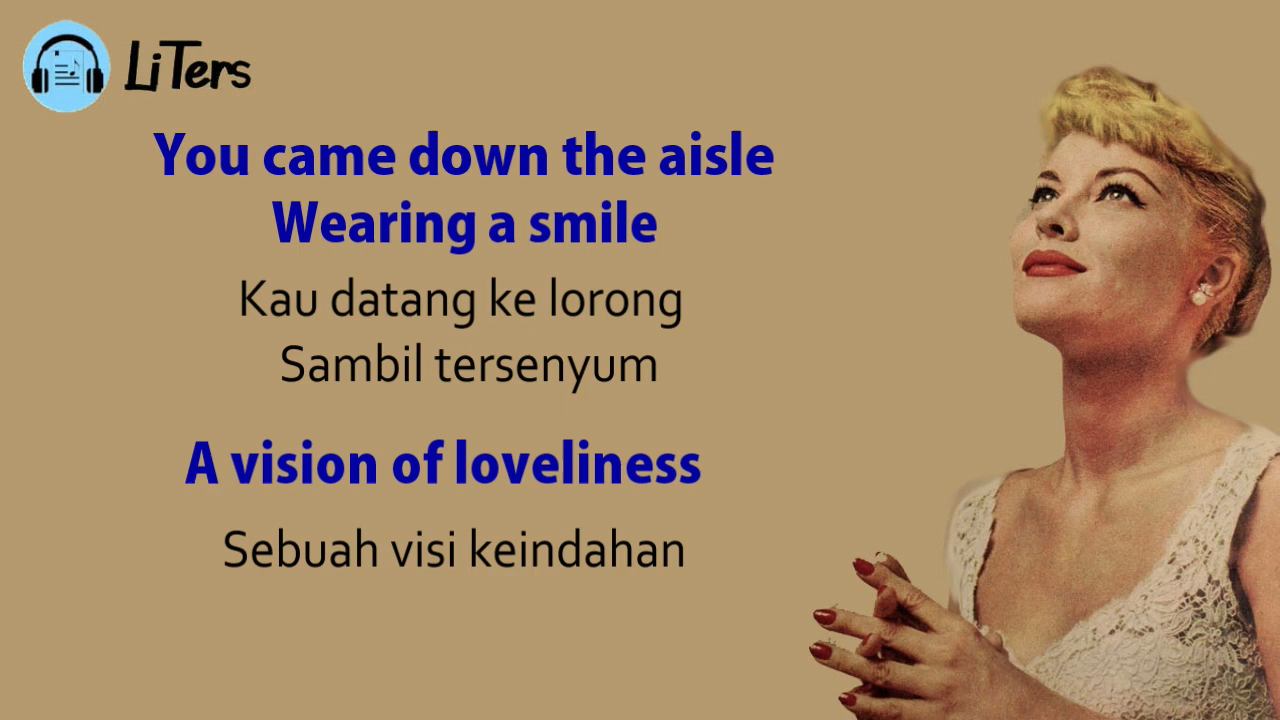 LiTers
You came down the aisle
Wearing a smile
Kau datang ke lorong
Sambil tersenyum
A vision of loveliness
Sebuah visi keindahan